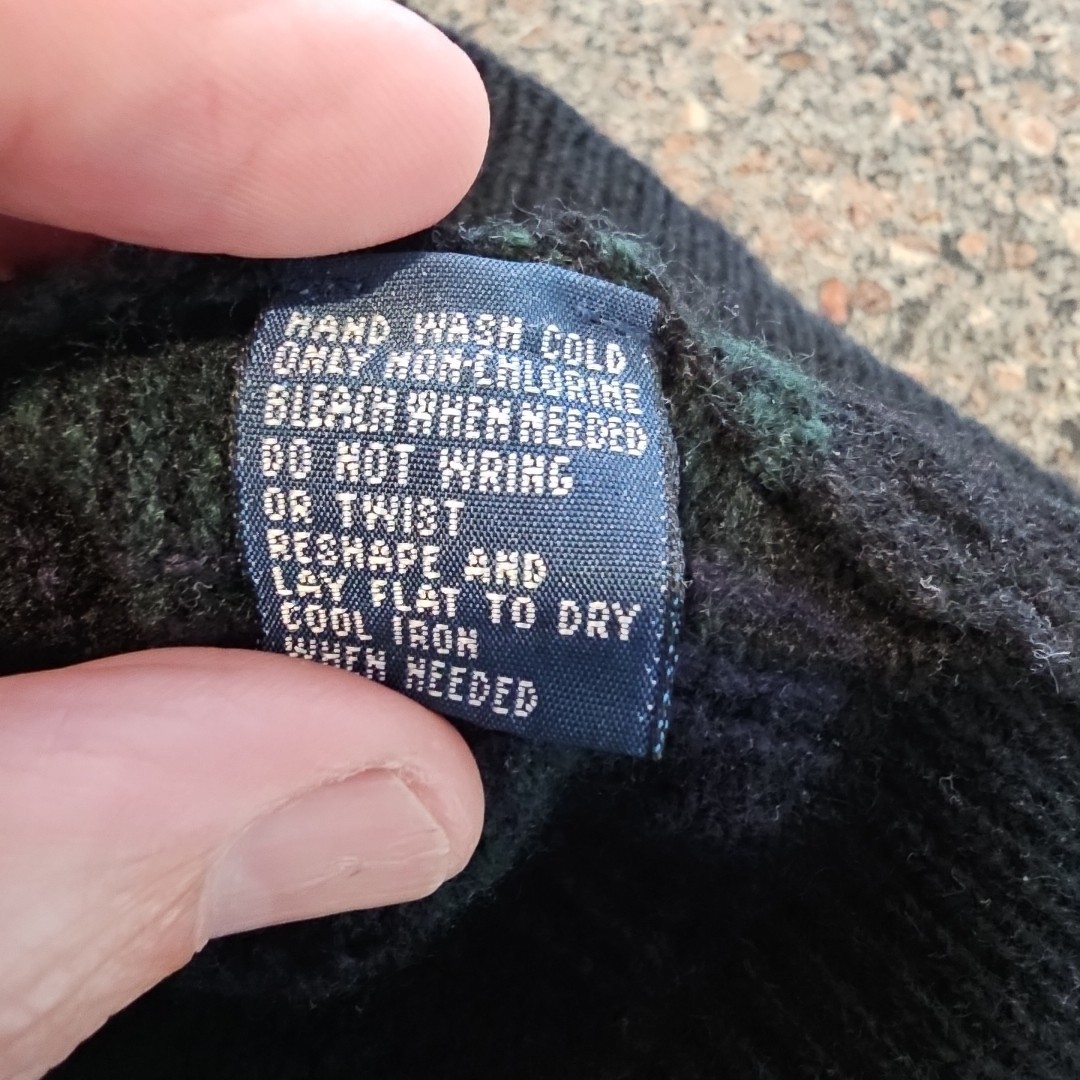 HAND WASH COLD
ONLY NON-CHLORINE
BLEACH WHEN NEEDED
DO NOT WRING
OR TWIST
RESHAPE AND
LAY FLAT TO DRY
COOL IRON
WHEN NEEDED